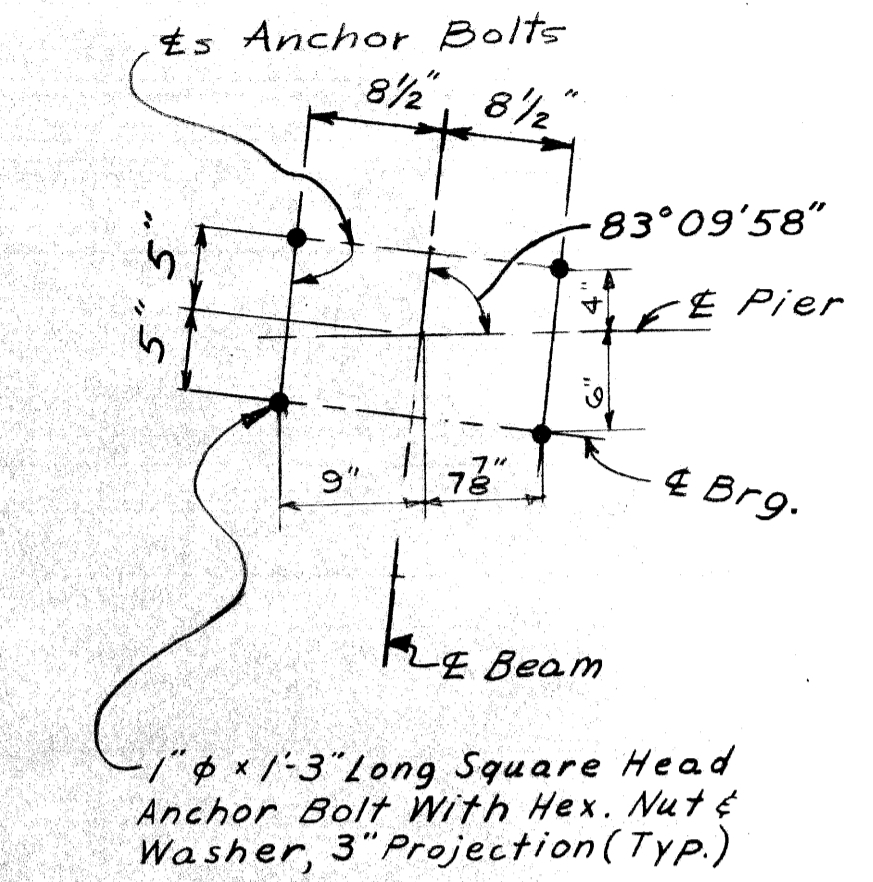 ℄s Anchor Bolts
8½" 8½"
83°09'58"
5" 5"
4"
℄ Pier
6"
9" 7⅞"
℄ Brg.
℄ Beam
1"ϕ x 1'-3" Long Square Head
Anchor Bolt With Hex. Nut &
Washer, 3" Projection (Typ.)